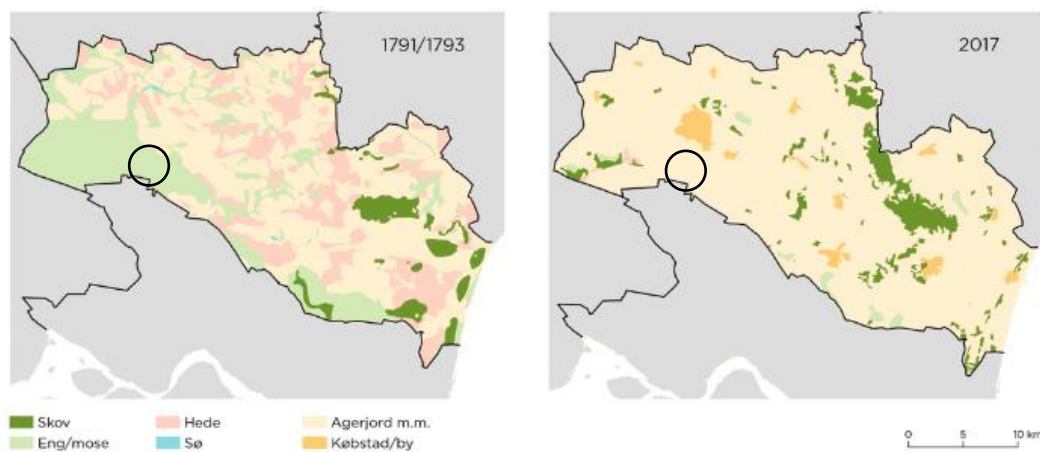 1791/1793
2017
Skov
Hede
Agerjord m.m.
Eng/mose
Sø
Købstad/by
0 5 10 km